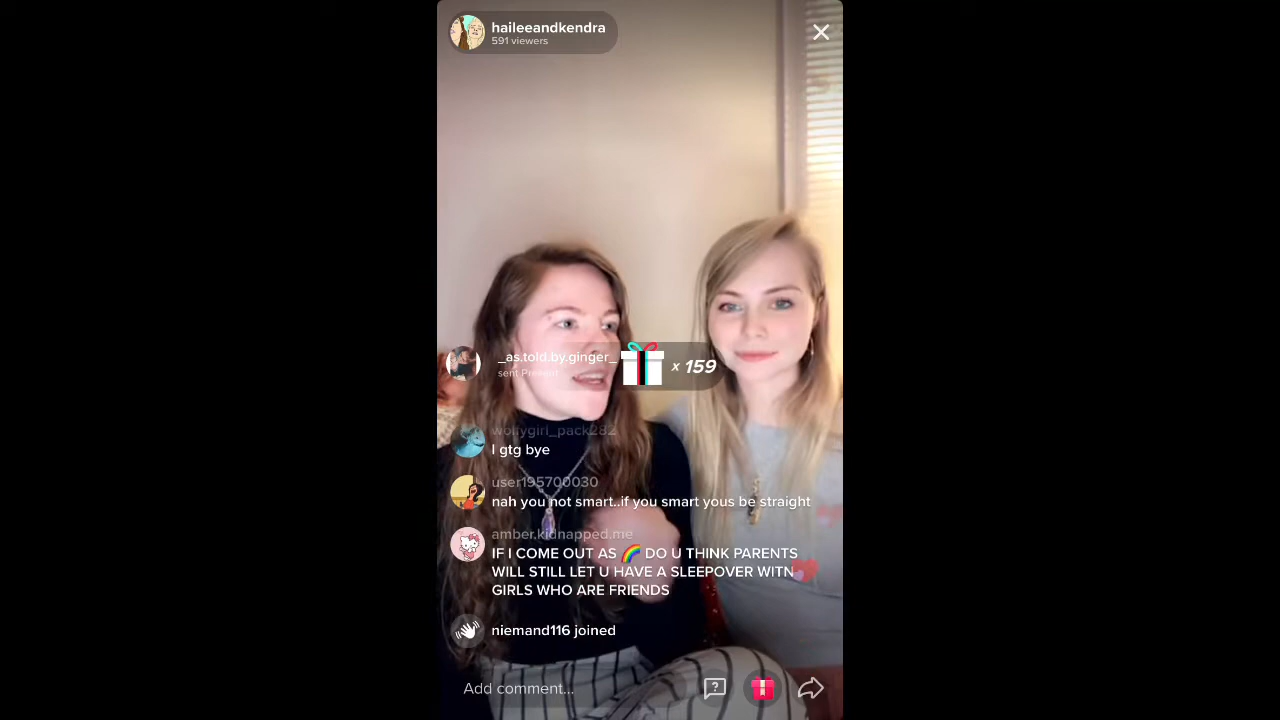 haileeandkendra
591 viewers
_as.told.by.ginger_
sent Present
x 159
wolfygirl_pack282
I gtg bye
user195700030
nah you not smart..if you smart yous be straight
amber.kidnapped.me
IF I COME OUT AS 🌈 DO U THINK PARENTS
WILL STILL LET U HAVE A SLEEPOVER WITN
GIRLS WHO ARE FRIENDS
niemand116 joined
Add comment...